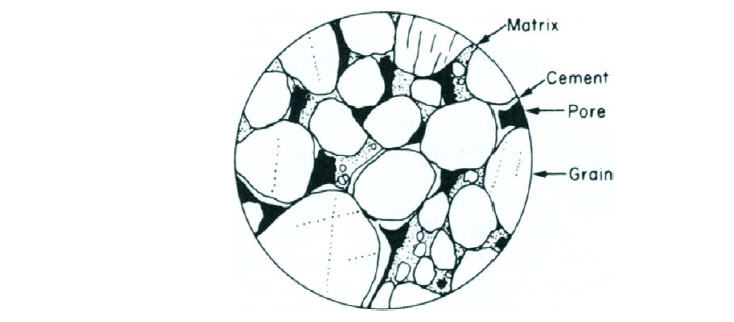 Matrix
Cement
Pore
Grain